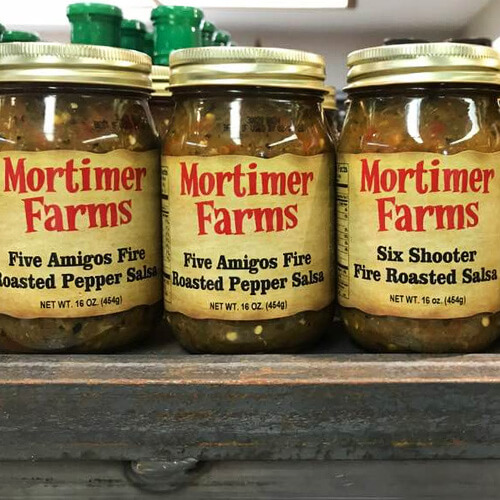 Mortimer
Farms
Five Amigos Fire
Roasted Pepper Salsa
NET WT. 16 OZ. (454g)
Mortimer
Farms
Five Amigos Fire
Roasted Pepper Salsa
NET WT. 16 OZ. (454g)
Mortimer
Farms
Six Shooter
Fire Roasted Salsa
NET WT. 16 oz. (454g)